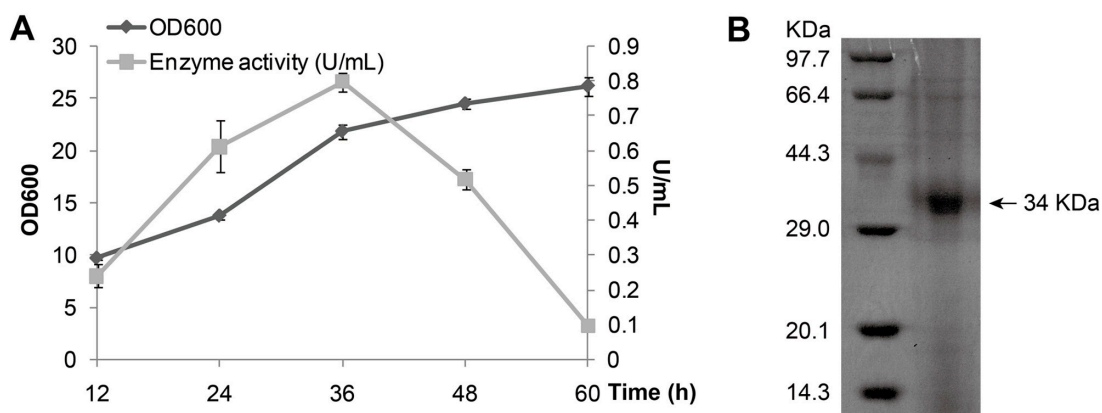 A
OD600
Enzyme activity (U/mL)
30
25
20
15
10
5
0
OD600
0.9
0.8
0.7
0.6
0.5
0.4
0.3
0.2
0.1
0
U/mL
12 24 36 48 60 Time (h)
B
KDa
97.7
66.4
44.3
29.0
20.1
14.3
34 KDa